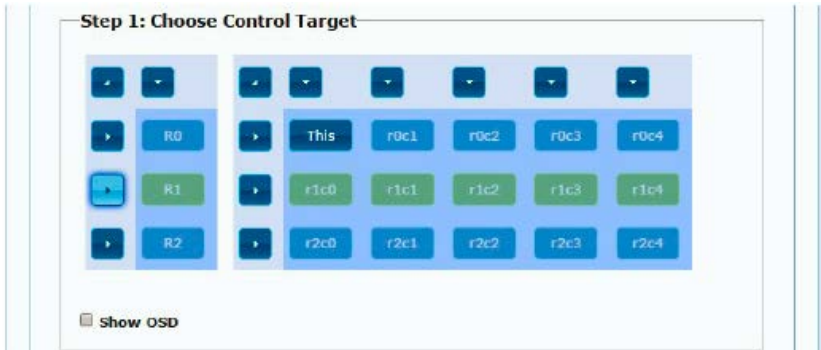 Step 1: Choose Control Target
R0 This r0c1 r0c2 r0c3 r0c4
R1 r1c0 r1c1 r1c2 r1c3 r1c4
R2 r2c0 r2c1 r2c2 r2c3 r2c4
Show OSD